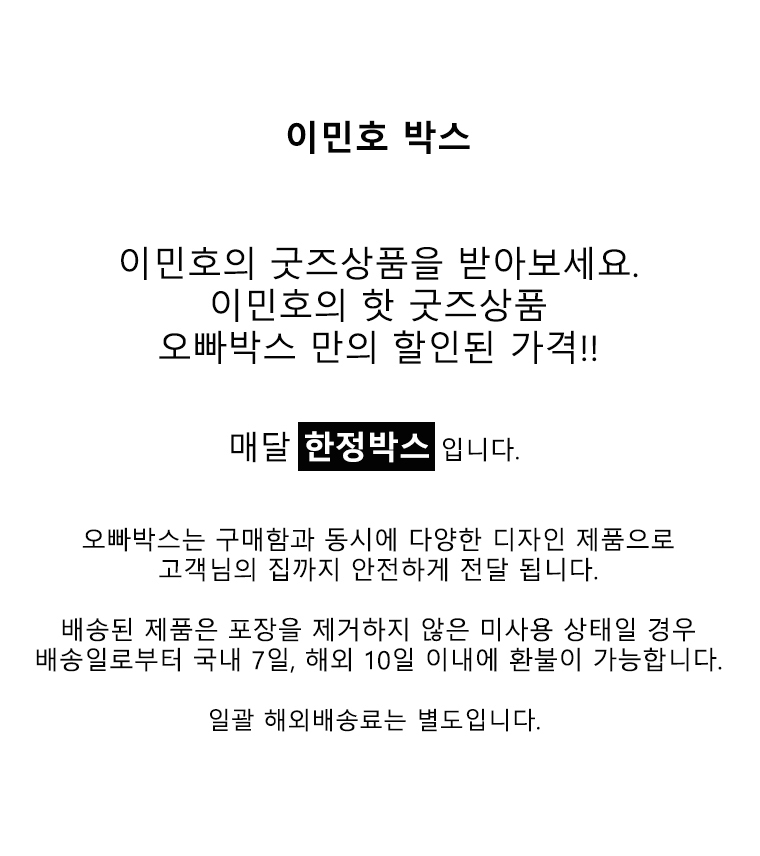 이민호 박스
이민호의 굿즈상품을 받아보세요.
이민호의 핫 굿즈상품
오빠박스 만의 할인된 가격!!
매달 한정박스 입니다.
오빠박스는 구매함과 동시에 다양한 디자인 제품으로
고객님의 집까지 안전하게 전달 됩니다.
배송된 제품은 포장을 제거하지 않은 미사용 상태일 경우
배송일로부터 국내 7일, 해외 10일 이내에 환불이 가능합니다.
일괄 해외배송료는 별도입니다.